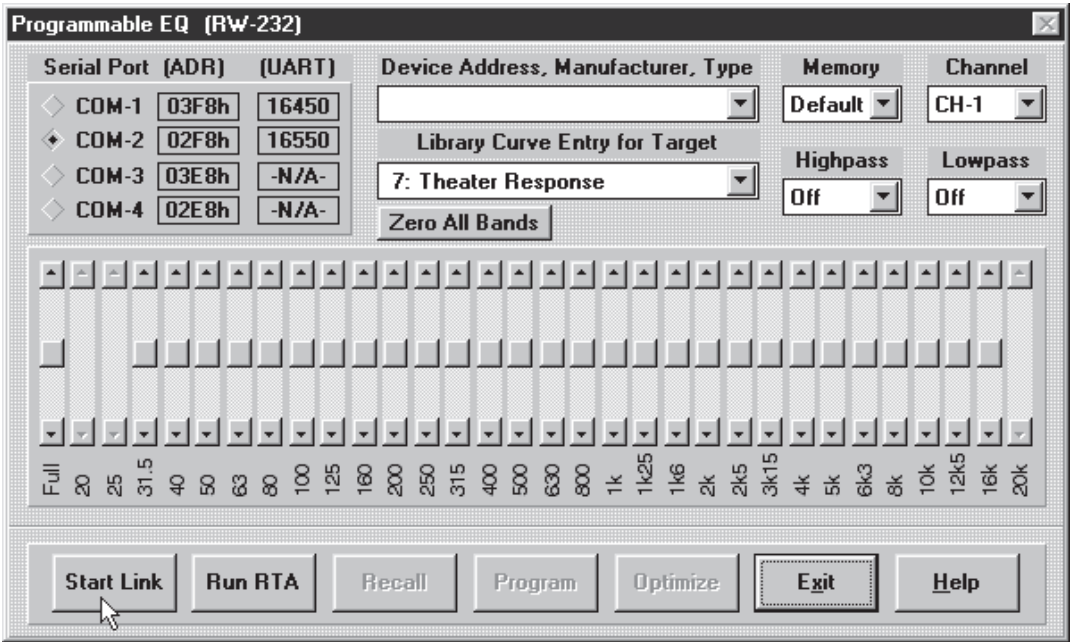 Programmable EQ (RW-232)
Serial Port (ADR) (UART)
COM-1 03F8h 16450
COM-2 02F8h 16550
COM-3 03E8h -N/A-
COM-4 02E8h -N/A-
Device Address, Manufacturer, Type
Library Curve Entry for Target
7: Theater Response
Zero All Bands
Memory
Default
Channel
CH-1
Highpass
Off
Lowpass
Off
Full 20 25 31.5 40 50 63 80 100 125 160 200 250 315 400 500 630 800 1k 1k25 1k6 2k 2k5 3k15 4k 5k 6k3 8k 10k 12k5 16k 20k
Start Link Run RTA Recall Program Optimize Exit Help